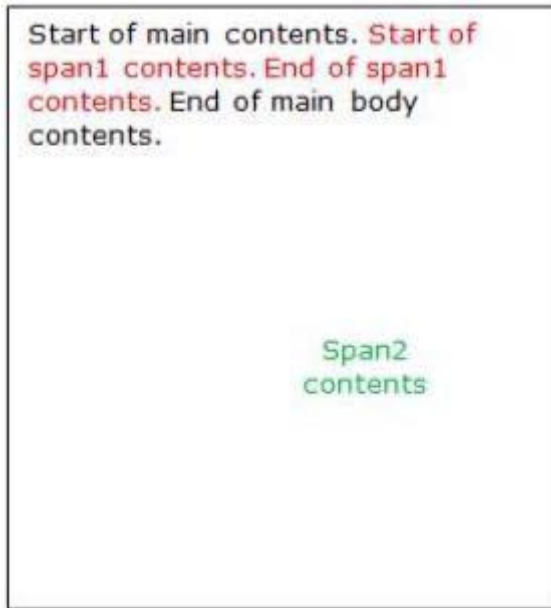 Start of main contents. Start of
span1 contents. End of span1
contents. End of main body
contents.
Span2
contents